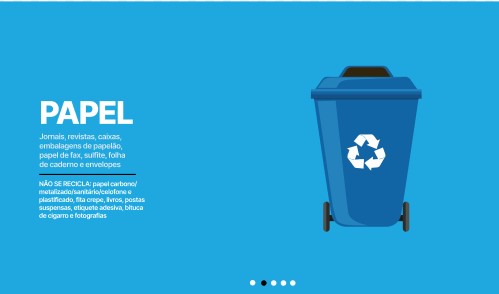 PAPEL
Jornais, revistas, caixas,
embalagens de papelão,
papel de fax, sulfite, folha
de caderno e envelopes
NÃO SE RECICLA: papel carbono/
metalizado/sanitário/celofone e
plastificado, fita crepe, livros, postas
suspensas, etiquete adesiva, bituca
de cigarro e fotografias